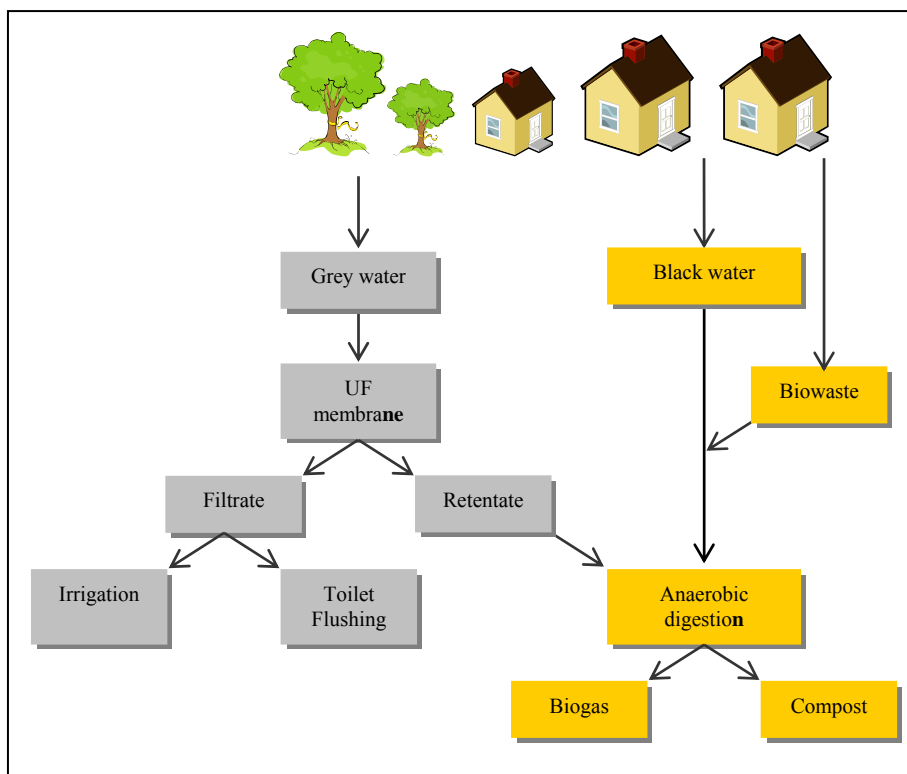 Grey water
Black water
UF
membrane
Biowaste
Filtrate
Retentate
Irrigation
Toilet
Flushing
Anaerobic
digestion
Biogas
Compost